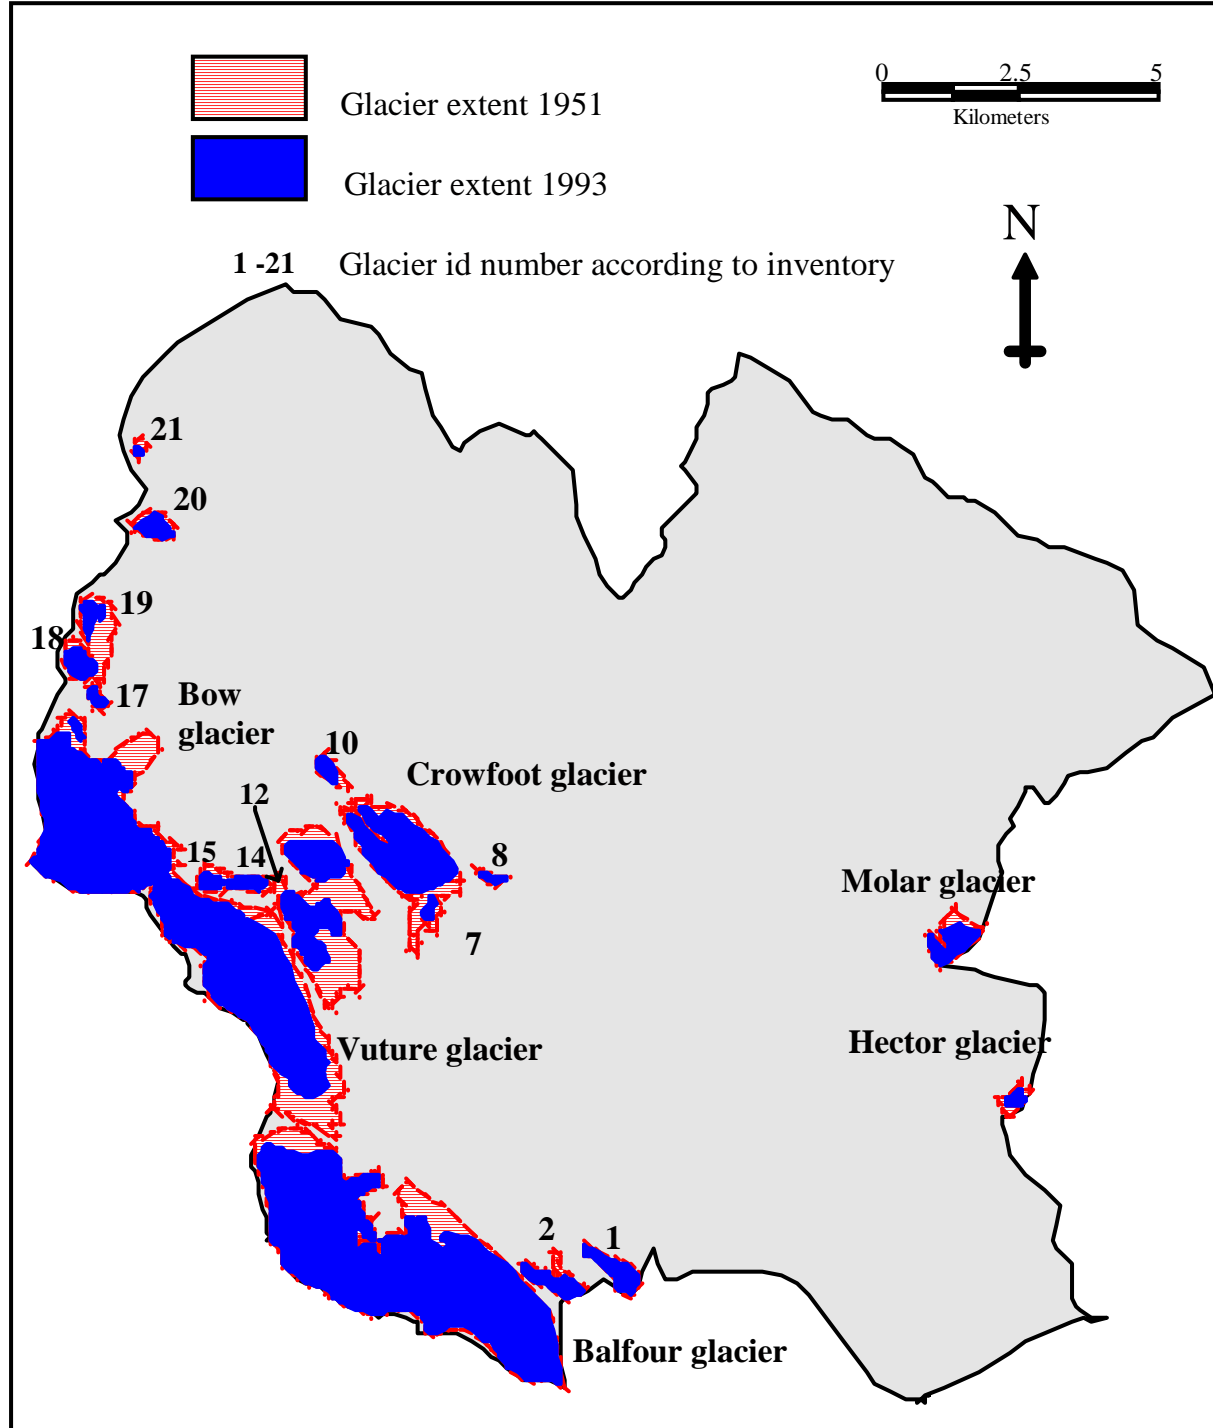 0 2.5 5
Kilometers
Glacier extent 1951
Glacier extent 1993
N
1 -21 Glacier id number according to inventory
21
20
19
18
17
Bow
glacier
10
Crowfoot glacier
12
15 14
8
Molar glacier
7
Hector glacier
Vuture glacier
2 1
Balfour glacier